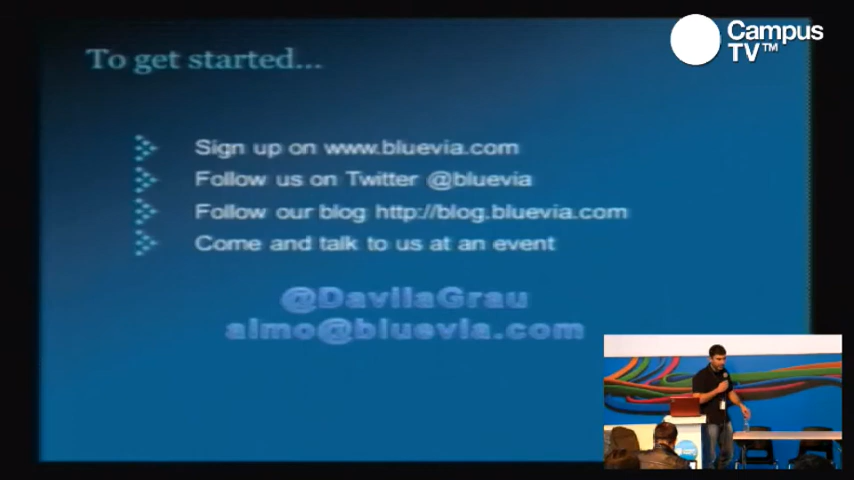 To get started...
Campus
TV™
Sign up on www.bluevia.com
Follow us on Twitter @bluevia
Follow our blog http://blog.bluevia.com
Come and talk to us at an event
@DavilaGrau
aimo@bluevia.com